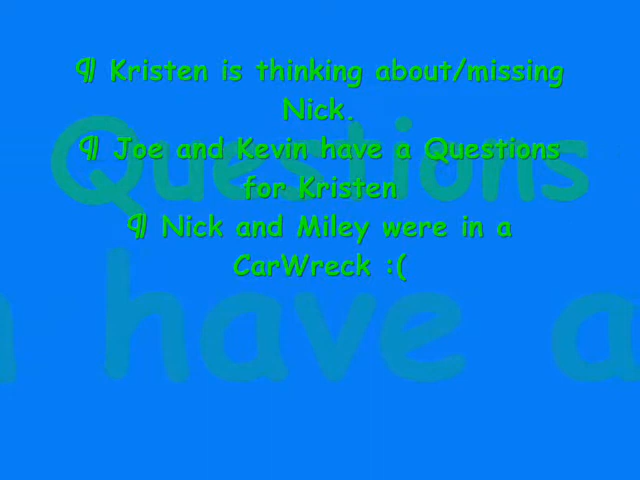 ¶ Kristen is thinking about/missing
Nick.
¶ Joe and Kevin have a Questions
for Kristen
¶ Nick and Miley were in a
CarWreck :(
Questions
have a